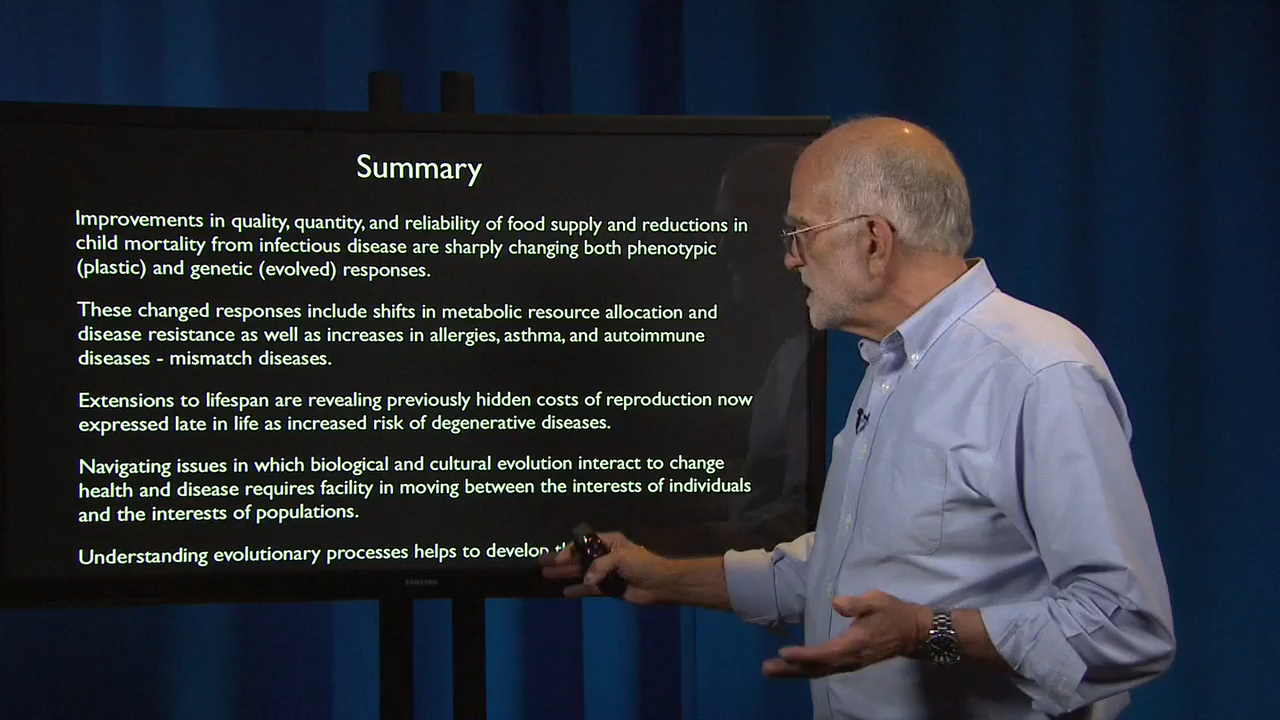 Summary
Improvements in quality, quantity, and reliability of food supply and reductions in
child mortality from infectious disease are sharply changing both phenotypic
(plastic) and genetic (evolved) responses.
These changed responses include shifts in metabolic resource allocation and
disease resistance as well as increases in allergies, asthma, and autoimmune
diseases - mismatch diseases.
Extensions to lifespan are revealing previously hidden costs of reproduction now
expressed late in life as increased risk of degenerative diseases.
Navigating issues in which biological and cultural evolution interact to change
health and disease requires facility in moving between the interests of individuals
and the interests of populations.
Understanding evolutionary processes helps to develop
SAMSUNG